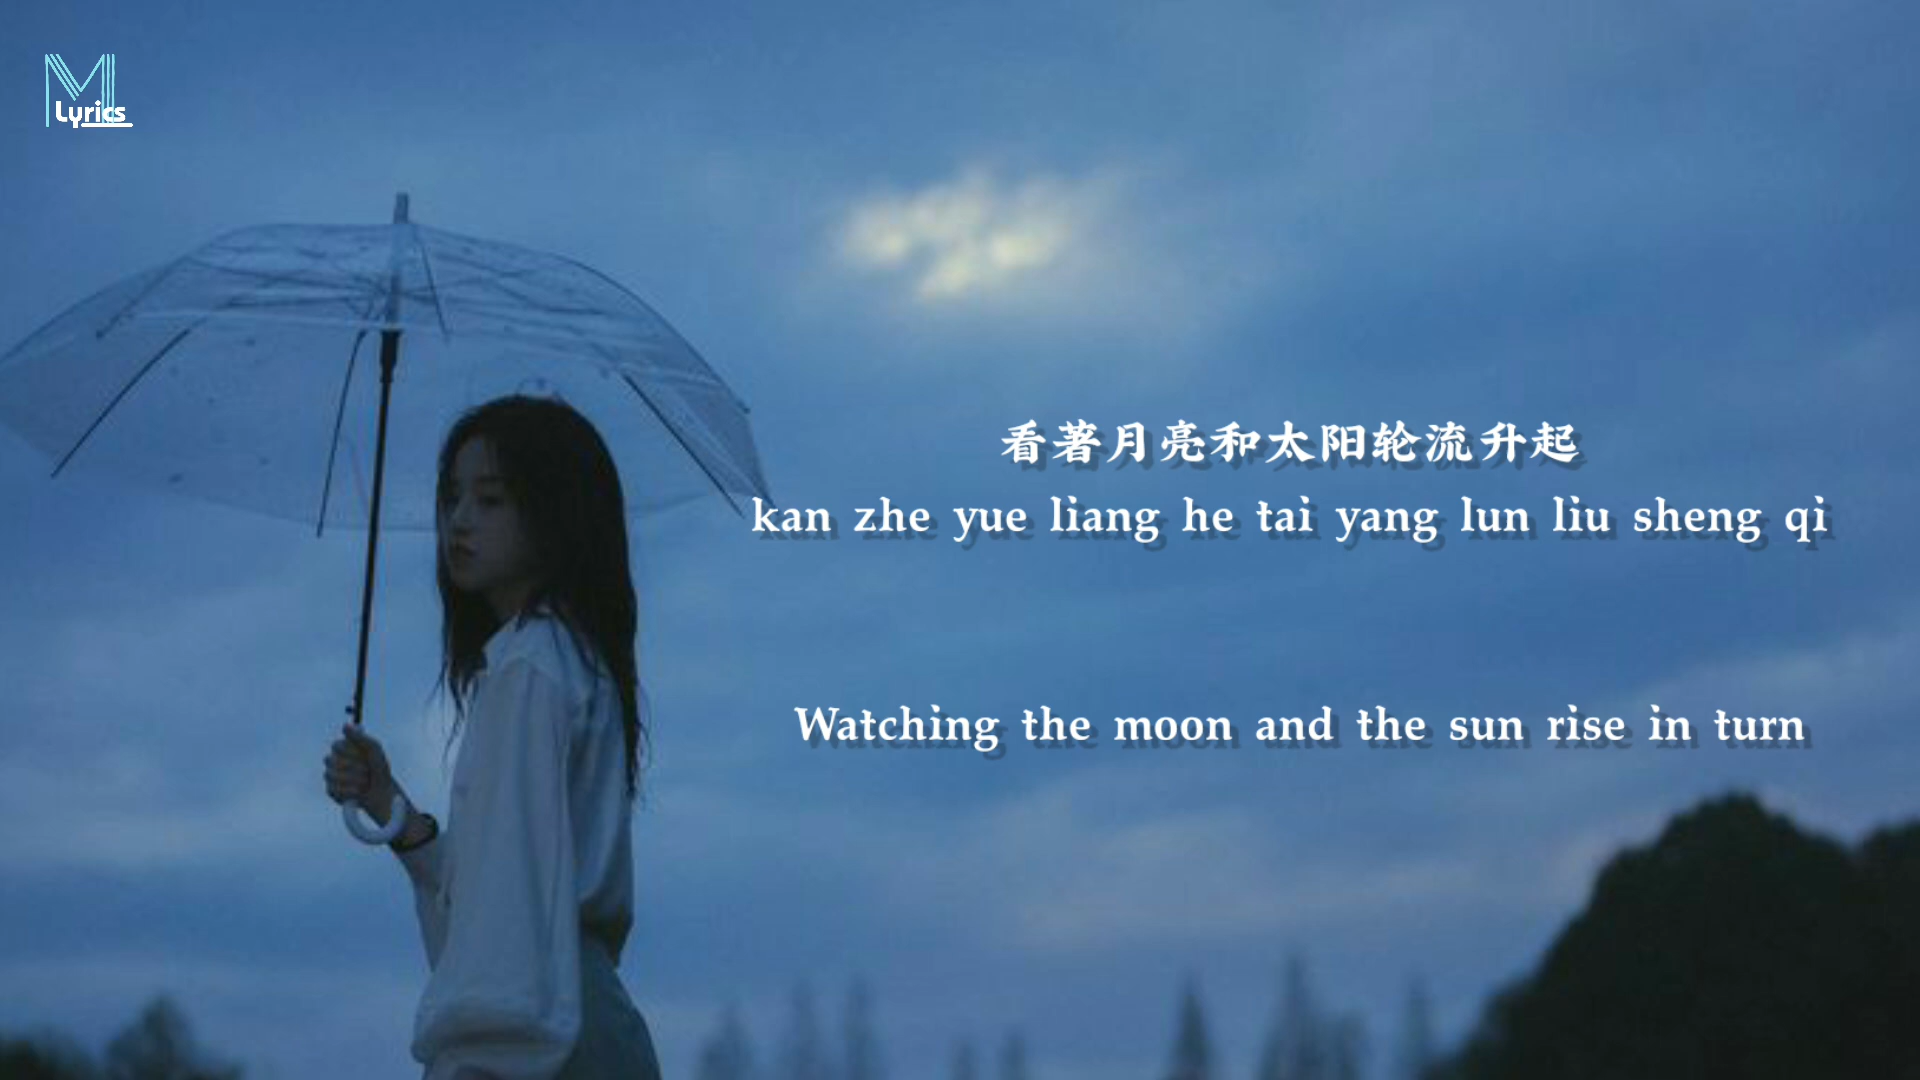 M
Lyrics
看著月亮和太阳轮流升起
kan zhe yue liang he tai yang lun liu sheng qi
Watching the moon and the sun rise in turn